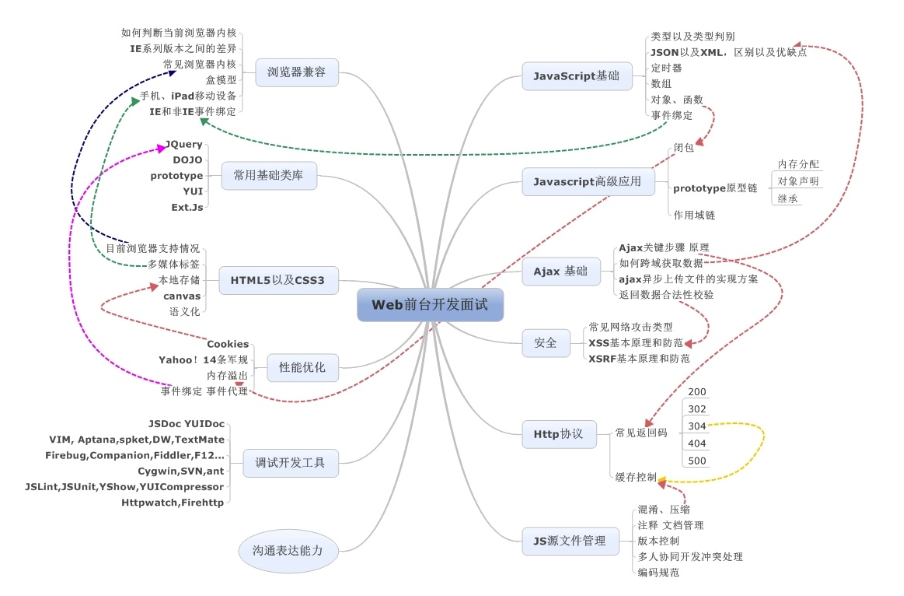 Web前台开发面试
JavaScript基础
类型以及类型判别
JSON以及XML，区别以及优缺点
定时器
数组
对象、函数
事件绑定
Javascript高级应用
闭包
prototype原型链
内存分配
对象声明
继承
作用域链
Ajax 基础
Ajax关键步骤 原理
如何跨域获取数据
ajax异步上传文件的实现方案
返回数据合法性校验
安全
常见网络攻击类型
XSS基本原理和防范
XSRF基本原理和防范
Http协议
常见返回码
200
302
304
404
500
缓存控制
JS源文件管理
混淆、压缩
注释 文档管理
版本控制
多人协同开发冲突处理
编码规范
浏览器兼容
如何判断当前浏览器内核
IE系列版本之间的差异
常见浏览器内核
盒模型
手机、iPad移动设备
IE和非IE事件绑定
常用基础类库
JQuery
DOJO
prototype
YUI
Ext.Js
HTML5以及CSS3
目前浏览器支持情况
多媒体标签
本地存储
canvas
语义化
性能优化
Cookies
Yahoo！14条军规
内存溢出
事件绑定 事件代理
调试开发工具
JSDoc YUIDoc
VIM, Aptana,spket,DW,TextMate
Firebug,Companion,Fiddler,F12...
Cygwin,SVN,ant
JSLint,JSUnit,YShow,YUICompressor
Httpwatch,Firehttp
沟通表达能力